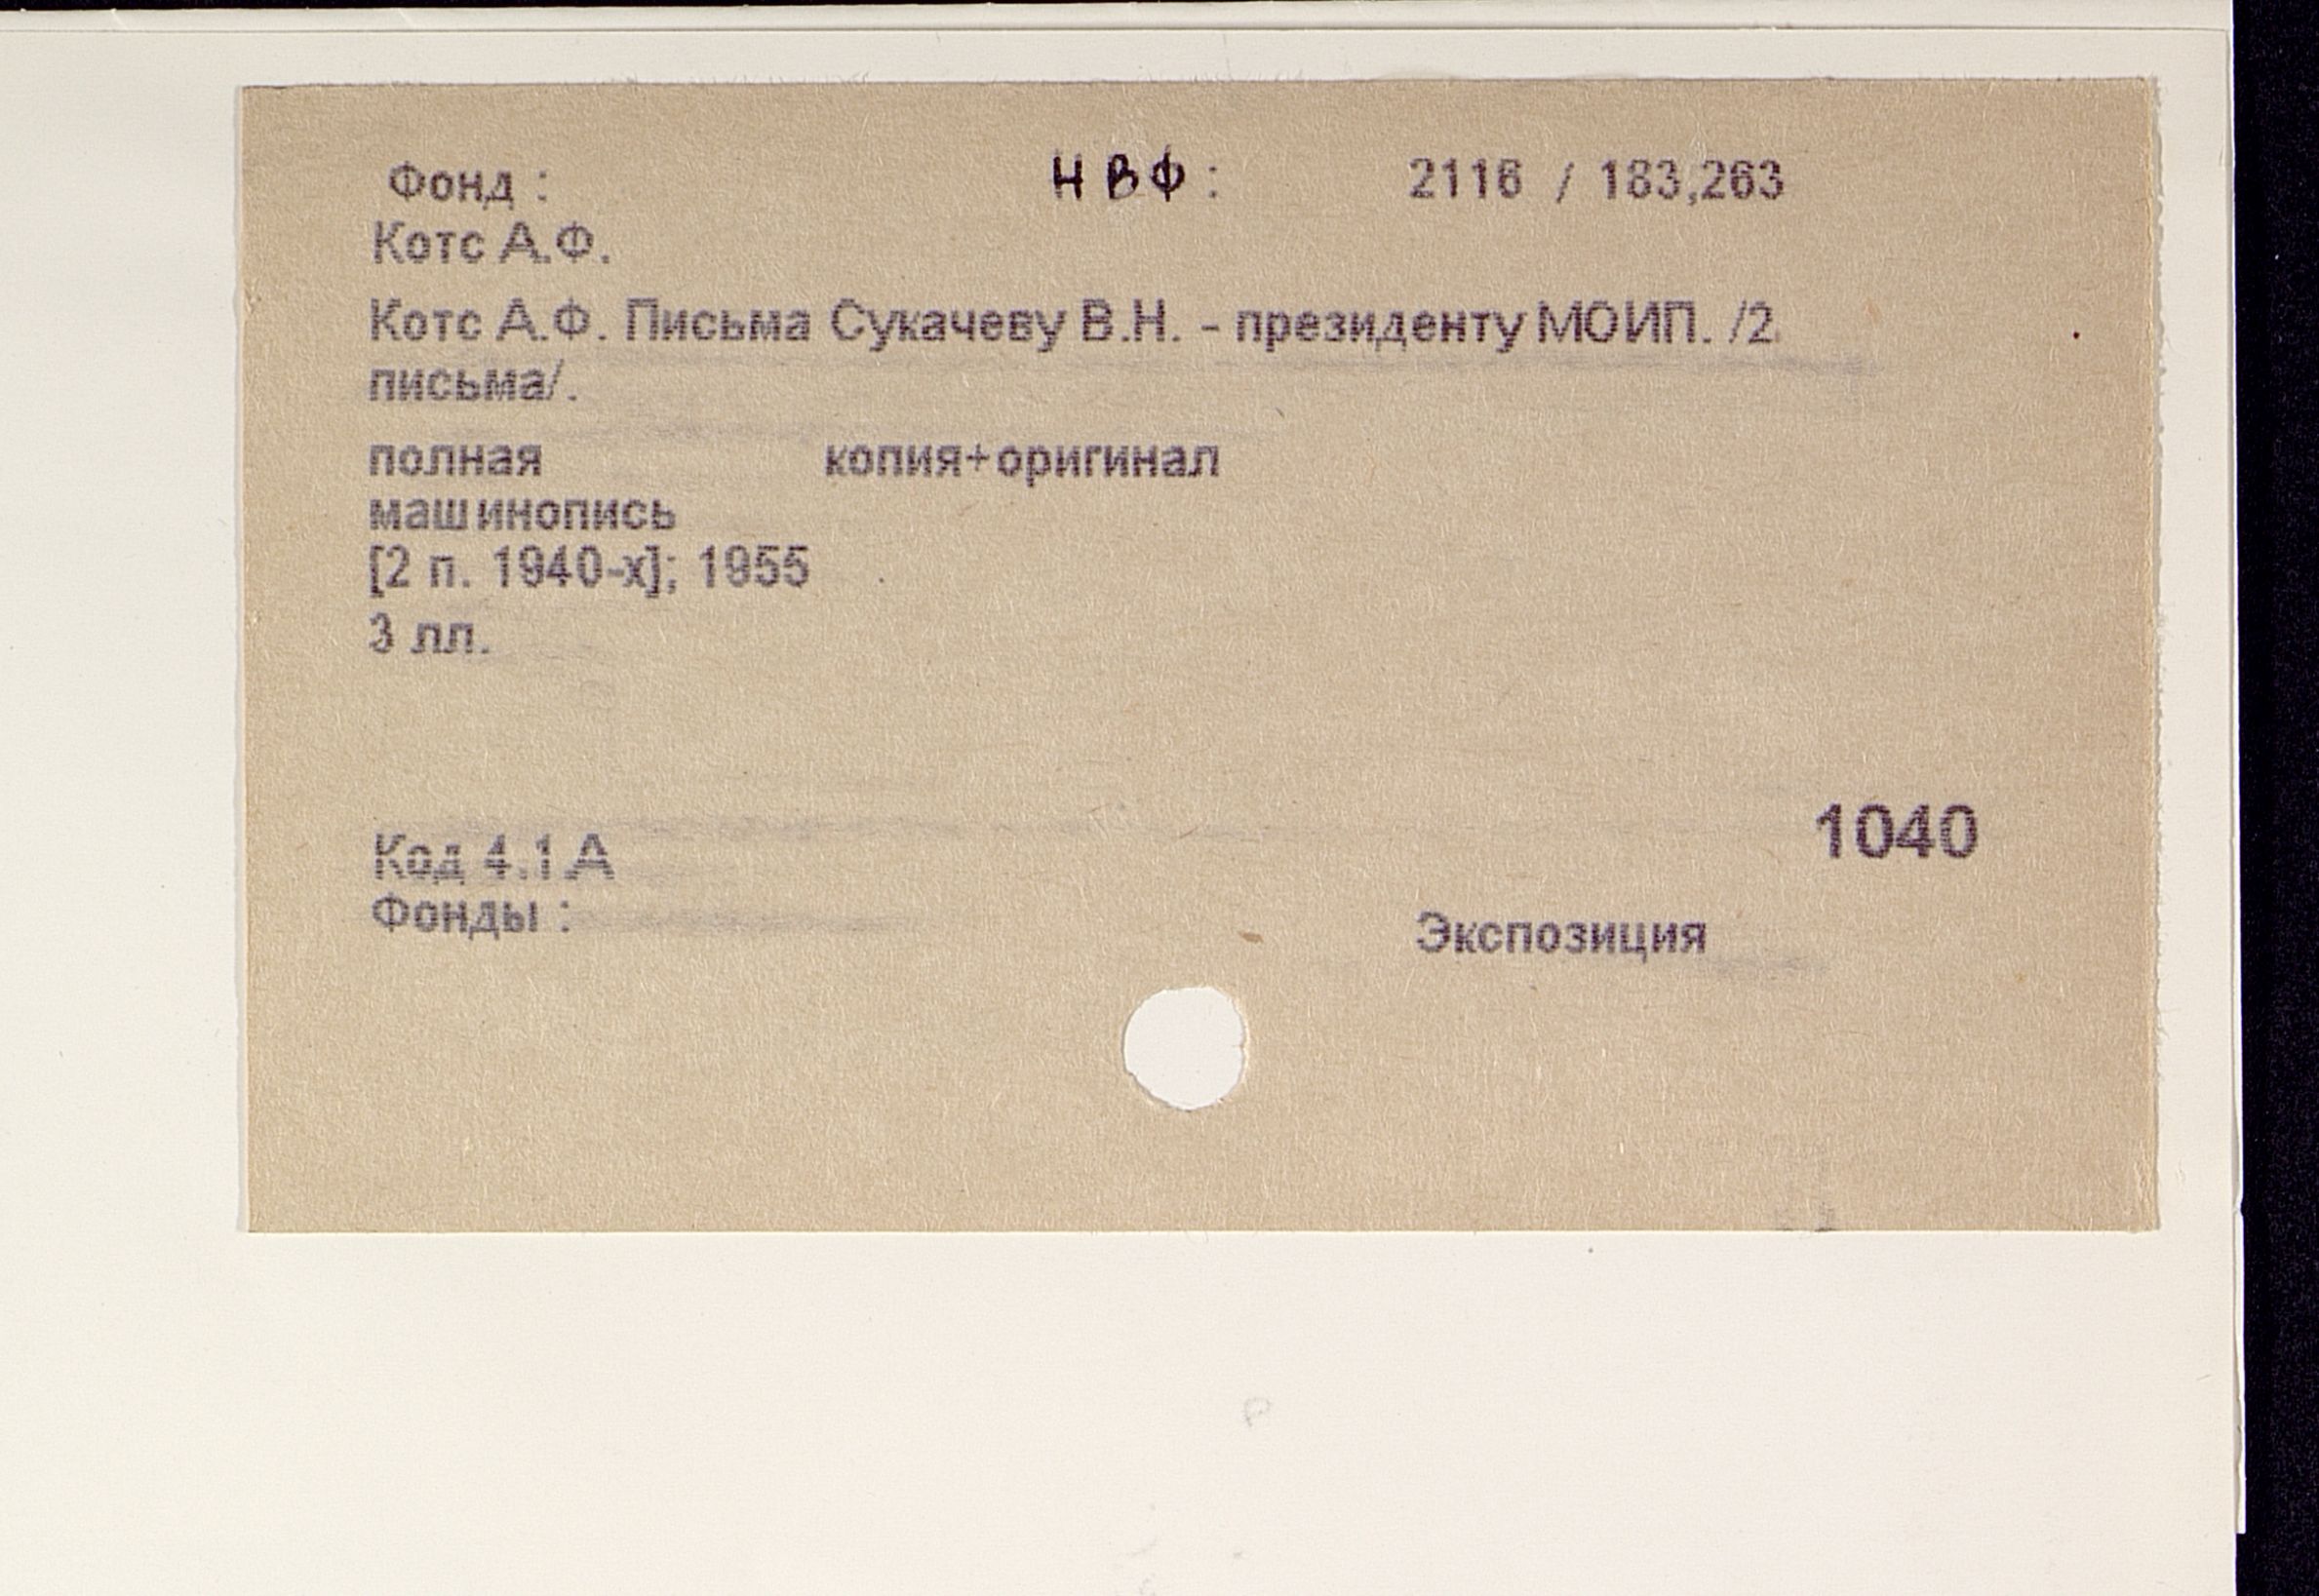 Фонд : НВФ : 2116 / 183,263
Котс А.Ф.
Котс А.Ф. Письма Сукачеву В.Н. - президенту МОИП. /2
письма/.
полная копия+оригинал
машинопись
[2 п. 1940-х]; 1955
3 лл.
1040
Код 4.1.А
Фонды : Экспозиция